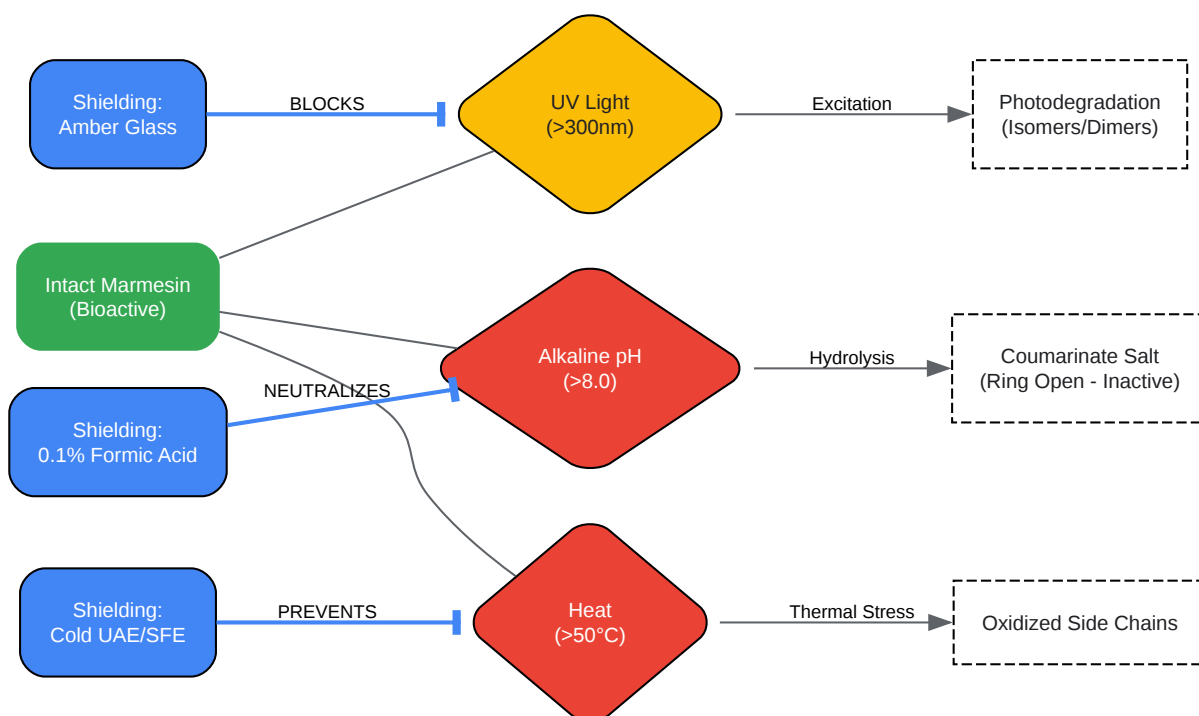 Shielding:
Amber Glass
BLOCKS
UV Light
(>300nm)
Excitation
Photodegradation
(Isomers/Dimers)
Intact Marmesin
(Bioactive)
Alkaline pH
(>8.0)
Hydrolysis
Coumarinate Salt
(Ring Open - Inactive)
NEUTRALIZES
Shielding:
0.1% Formic Acid
Shielding:
Cold UAE/SFE
PREVENTS
Heat
(>50°C)
Thermal Stress
Oxidized Side Chains